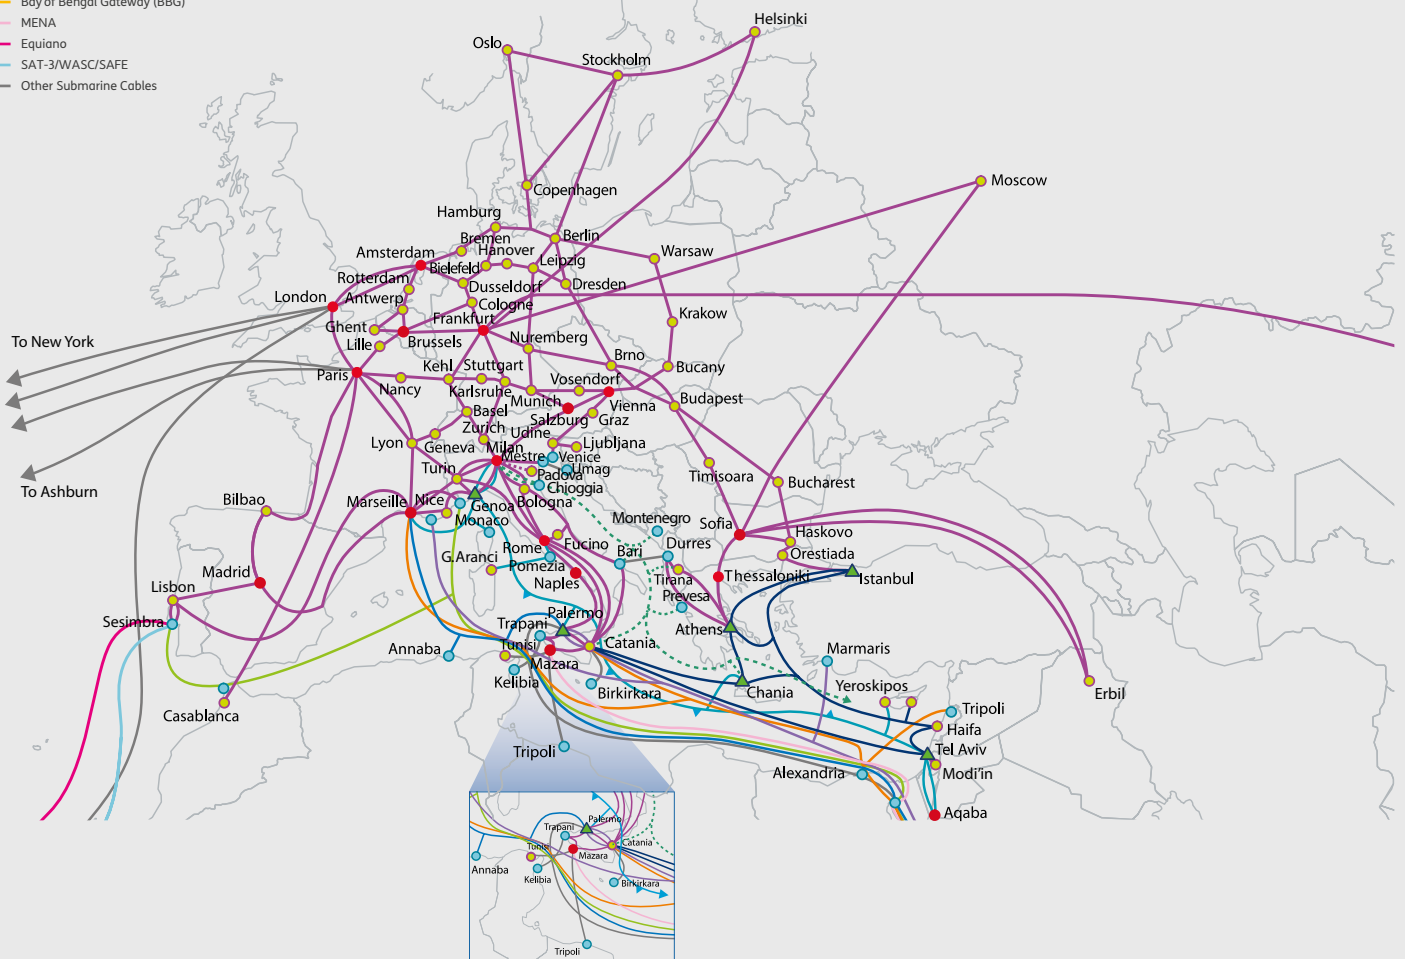 Bay of Bengal Gateway (BBG)
MENA
Equiano
SAT-3/WASC/SAFE
Other Submarine Cables
Helsinki
Oslo
Stockholm
Moscow
Copenhagen
Hamburg
Bremen
Berlin
Amsterdam
Hanover
Warsaw
Bielefeld
Leipzig
Rotterdam
Dusseldorf
Dresden
London
Antwerp
Cologne
Krakow
Frankfurt
Ghent
Brussels
Nuremberg
To New York
Lille
Brno
Paris
Kehl
Stuttgart
Bucany
Nancy
Karlsruhe
Vosendorf
Munich
Vienna
Budapest
Basel
Salzburg
Graz
Zurich
Udine
Lyon
Geneva
Milan
Ljubljana
Mestre
Venice
Turin
Umag
Padova
Timisoara
Bucharest
To Ashburn
Chioggia
Bilbao
Marseille
Nice
Genoa
Bologna
Monaco
Montenegro
Sofia
Haskovo
G.Aranci
Rome
Fucino
Bari
Durres
Orestiada
Pomezia
Madrid
Naples
Tirana
Thessaloniki
Istanbul
Lisbon
Prevesa
Sesimbra
Palermo
Trapani
Athens
Annaba
Tunisi
Catania
Marmaris
Mazara
Kelibia
Birkirkara
Chania
Yeroskipos
Erbil
Casablanca
Tripoli
Haifa
Tripoli
Tel Aviv
Alexandria
Modi'in
Aqaba
Palermo
Trapani
Catania
Tunisi
Mazara
Annaba
Kelibia
Birkirkara
Tripoli